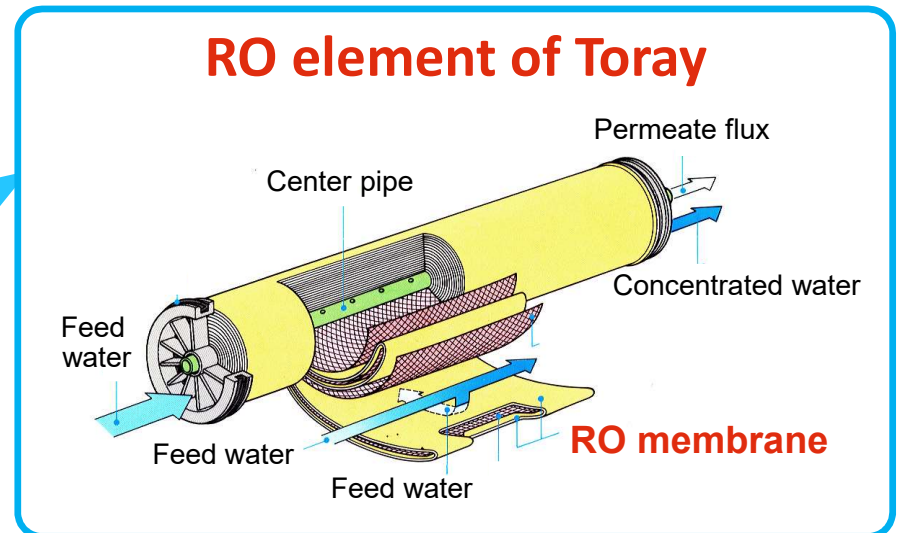 RO element of Toray
Permeate flux
Center pipe
Concentrated water
Feed
water
Feed water
RO membrane
Feed water